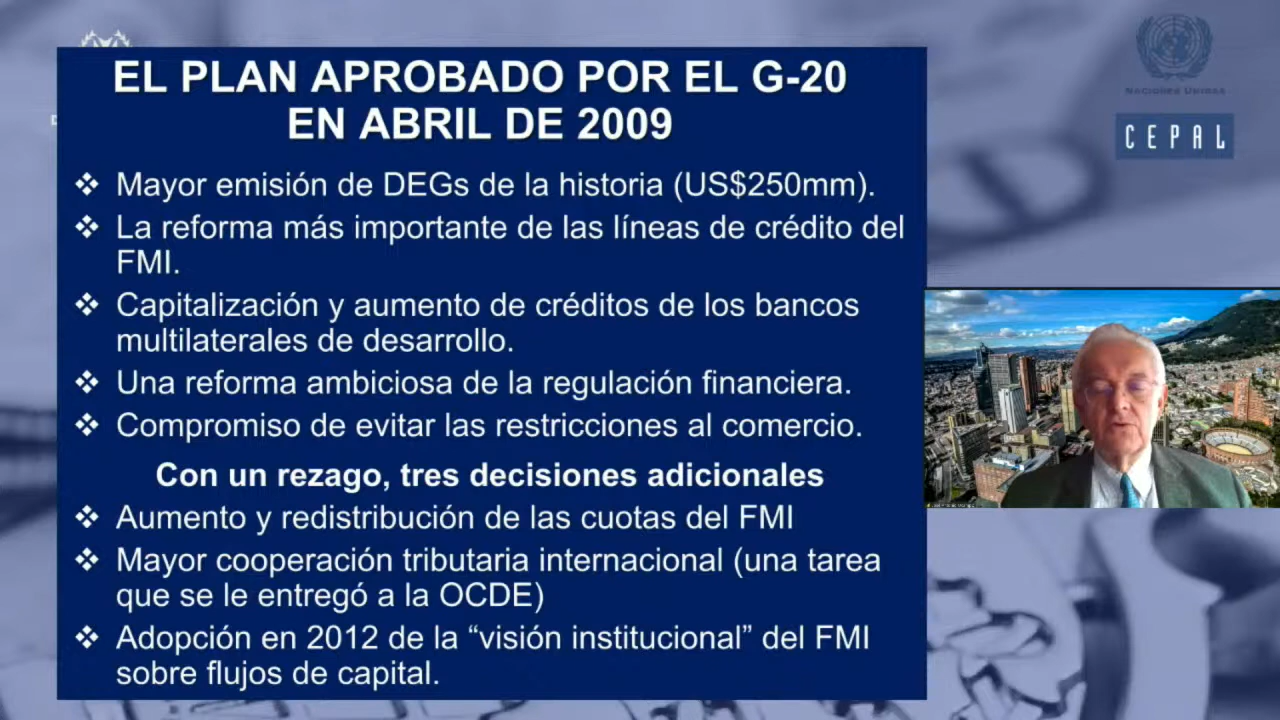 EL PLAN APROBADO POR EL G-20
EN ABRIL DE 2009
❖ Mayor emisión de DEGs de la historia (US$250mm).
❖ La reforma más importante de las líneas de crédito del
FMI.
❖ Capitalización y aumento de créditos de los bancos
multilaterales de desarrollo.
❖ Una reforma ambiciosa de la regulación financiera.
❖ Compromiso de evitar las restricciones al comercio.
Con un rezago, tres decisiones adicionales
❖ Aumento y redistribución de las cuotas del FMI
❖ Mayor cooperación tributaria internacional (una tarea
que se le entregó a la OCDE)
❖ Adopción en 2012 de la “visión institucional” del FMI
sobre flujos de capital.
NACIONES UNIDAS
CEPAL